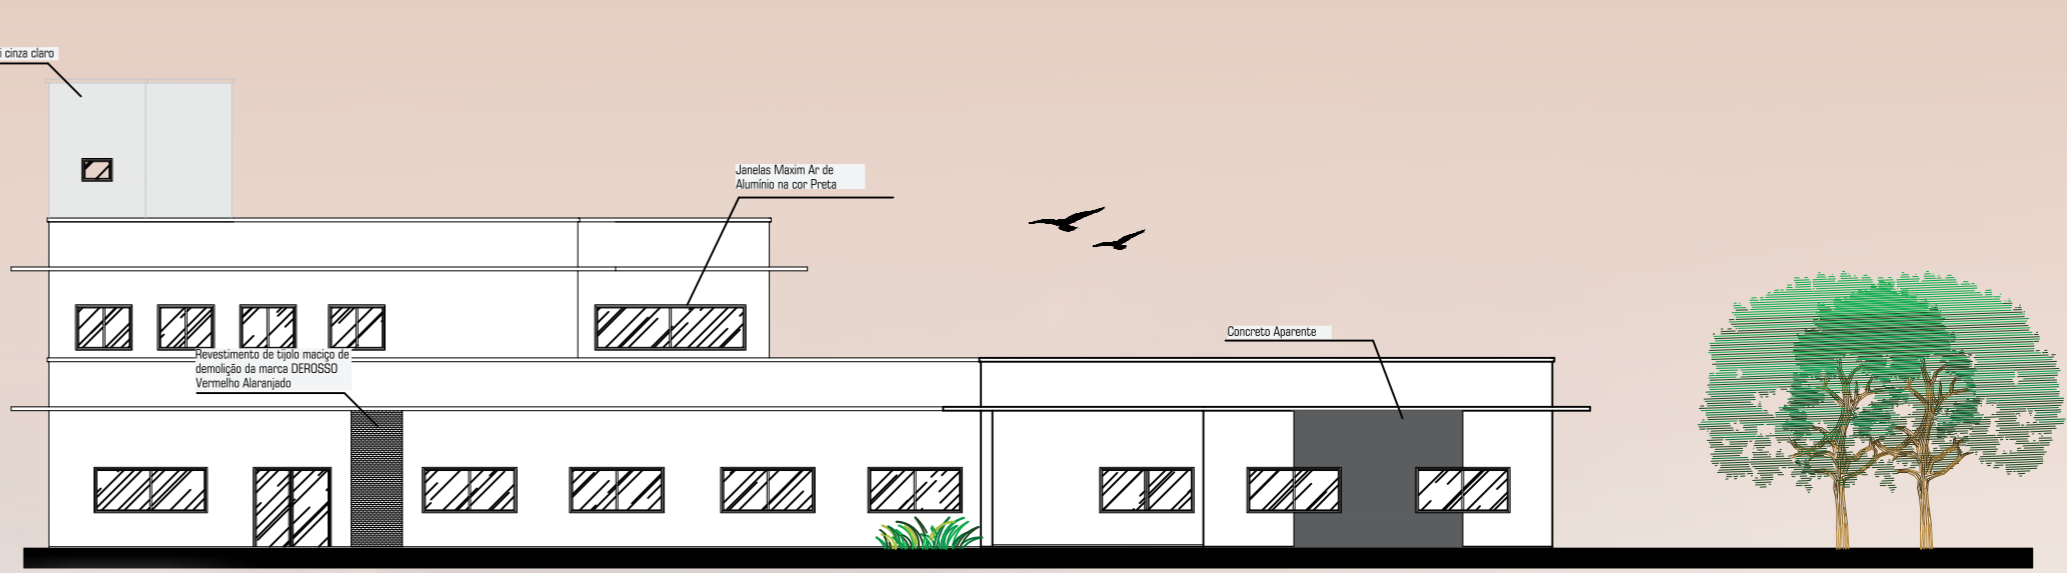 cinza claro
Janelas Maxim Ar de
Alumínio na cor Preta
Concreto Aparente
Revestimento de tijolo maciço de
demolição da marca DEROSSO
Vermelho Alaranjado